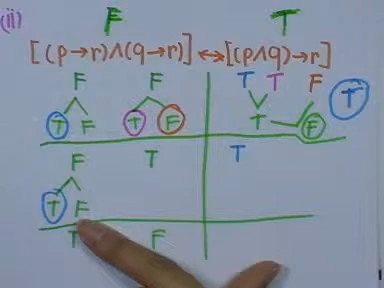 (ii) F T
[(p→r)∧(q→r)]↔[(p∧q)→r]
F F T T F T
T F T F T F
F T T
T F
T F